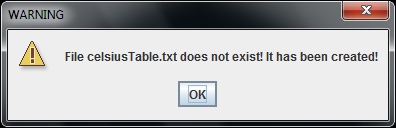 WARNING
File celsiusTable.txt does not exist! It has been created!
OK